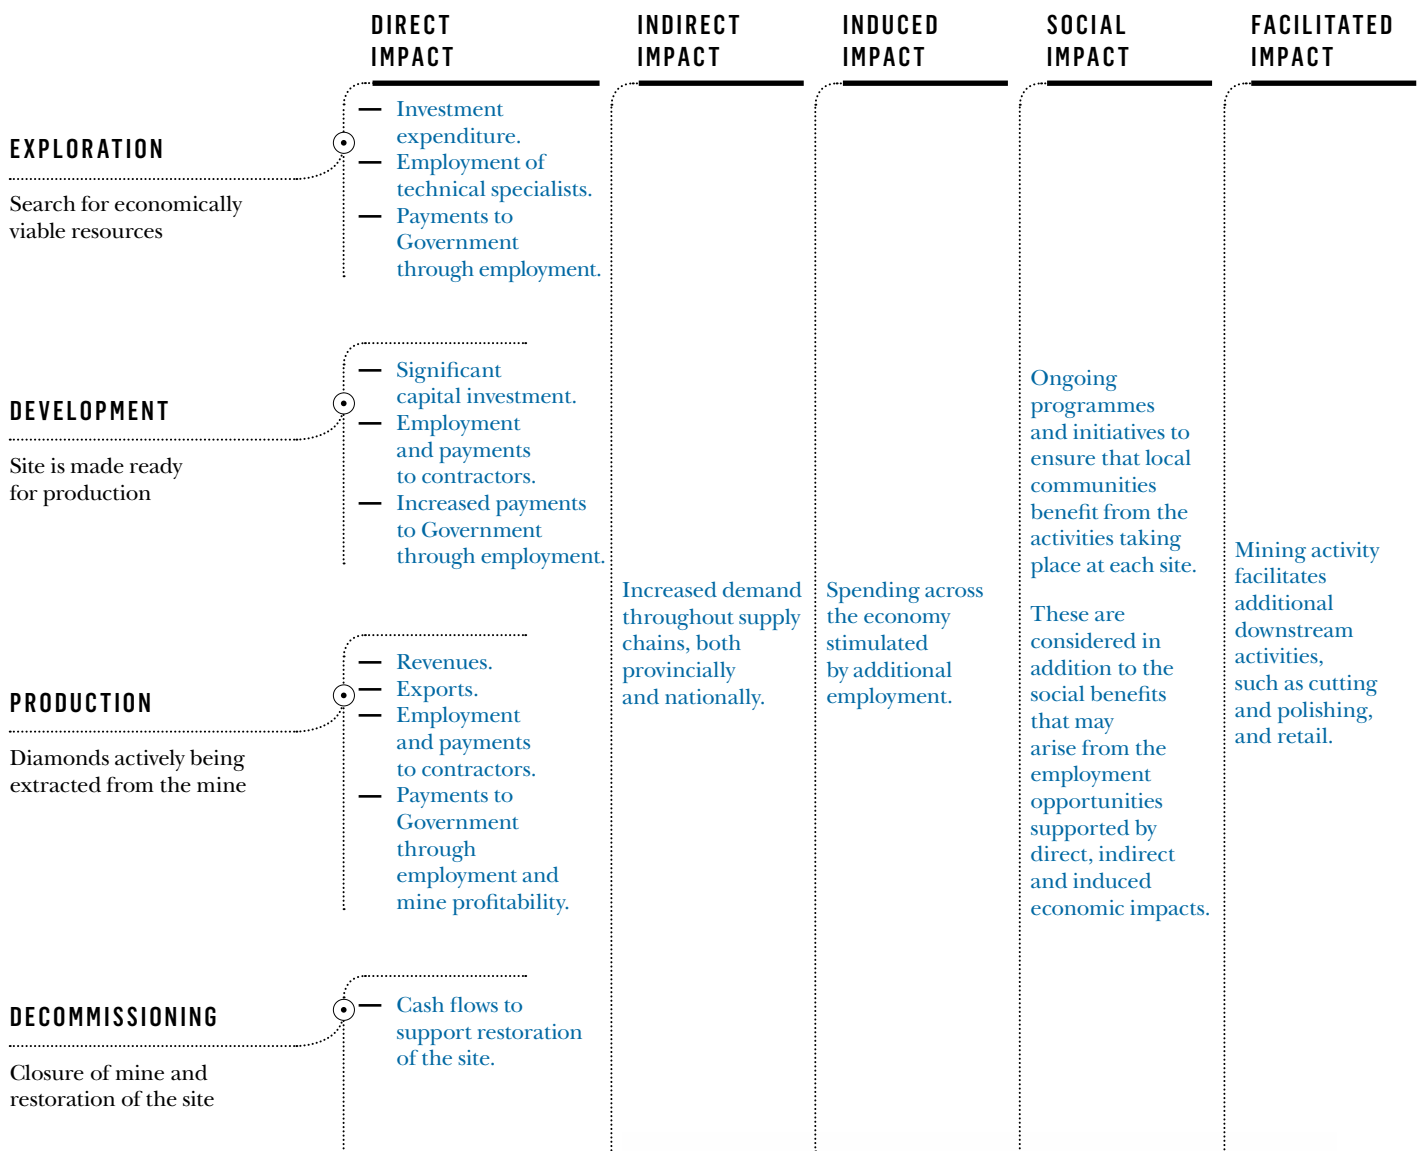 DIRECT
IMPACT
INDIRECT
IMPACT
INDUCED
IMPACT
SOCIAL
IMPACT
FACILITATED
IMPACT
EXPLORATION
Search for economically
viable resources
— Investment
expenditure.
— Employment of
technical specialists.
— Payments to
Government
through employment.
DEVELOPMENT
Site is made ready
for production
— Significant
capital investment.
— Employment
and payments
to contractors.
— Increased payments
to Government
through employment.
PRODUCTION
Diamonds actively being
extracted from the mine
— Revenues.
— Exports.
— Employment
and payments
to contractors.
— Payments to
Government
through
employment and
mine profitability.
DECOMMISSIONING
Closure of mine and
restoration of the site
— Cash flows to
support restoration
of the site.
Increased demand
throughout supply
chains, both
provincially
and nationally.
Spending across
the economy
stimulated
by additional
employment.
Ongoing
programmes
and initiatives to
ensure that local
communities
benefit from the
activities taking
place at each site.
These are
considered in
addition to the
social benefits
that may
arise from the
employment
opportunities
supported by
direct, indirect
and induced
economic impacts.
Mining activity
facilitates
additional
downstream
activities,
such as cutting
and polishing,
and retail.